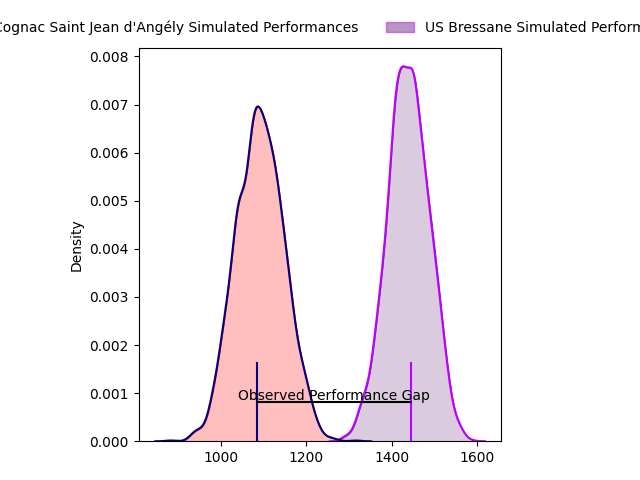 Cognac Saint Jean d'Angély Simulated Performances
US Bressane Simulated Perform
0.008
0.007
0.006
0.005
0.004
0.003
0.002
0.001
0.000
Density
Observed Performance Gap
1000 1200 1400 1600